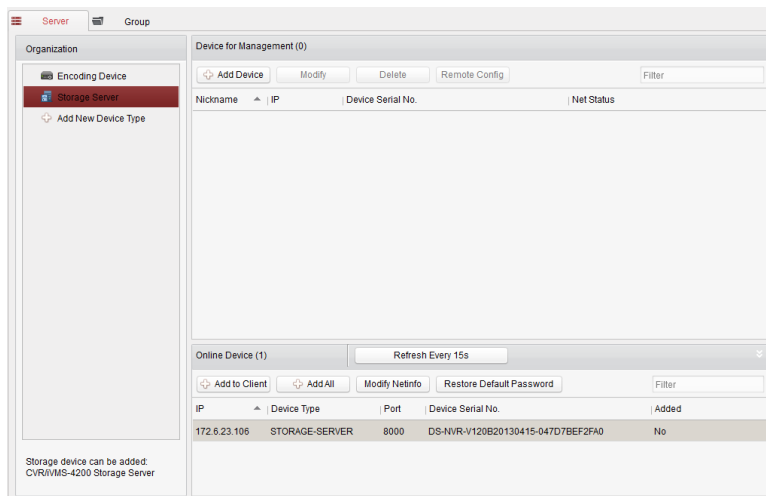 Server
Group
Organization
Encoding Device
Storage Server
Add New Device Type
Storage device can be added:
CVR/iVMS-4200 Storage Server
Device for Management (0)
Add Device
Modify
Delete
Remote Config
Filter
Nickname
IP
Device Serial No.
Net Status
Online Device (1)
Refresh Every 15s
Add to Client
Add All
Modify Netinfo
Restore Default Password
Filter
IP
Device Type
Port
Device Serial No.
Added
172.6.23.106
STORAGE-SERVER
8000
DS-NVR-V120B20130415-047D7BEF2FA0
No